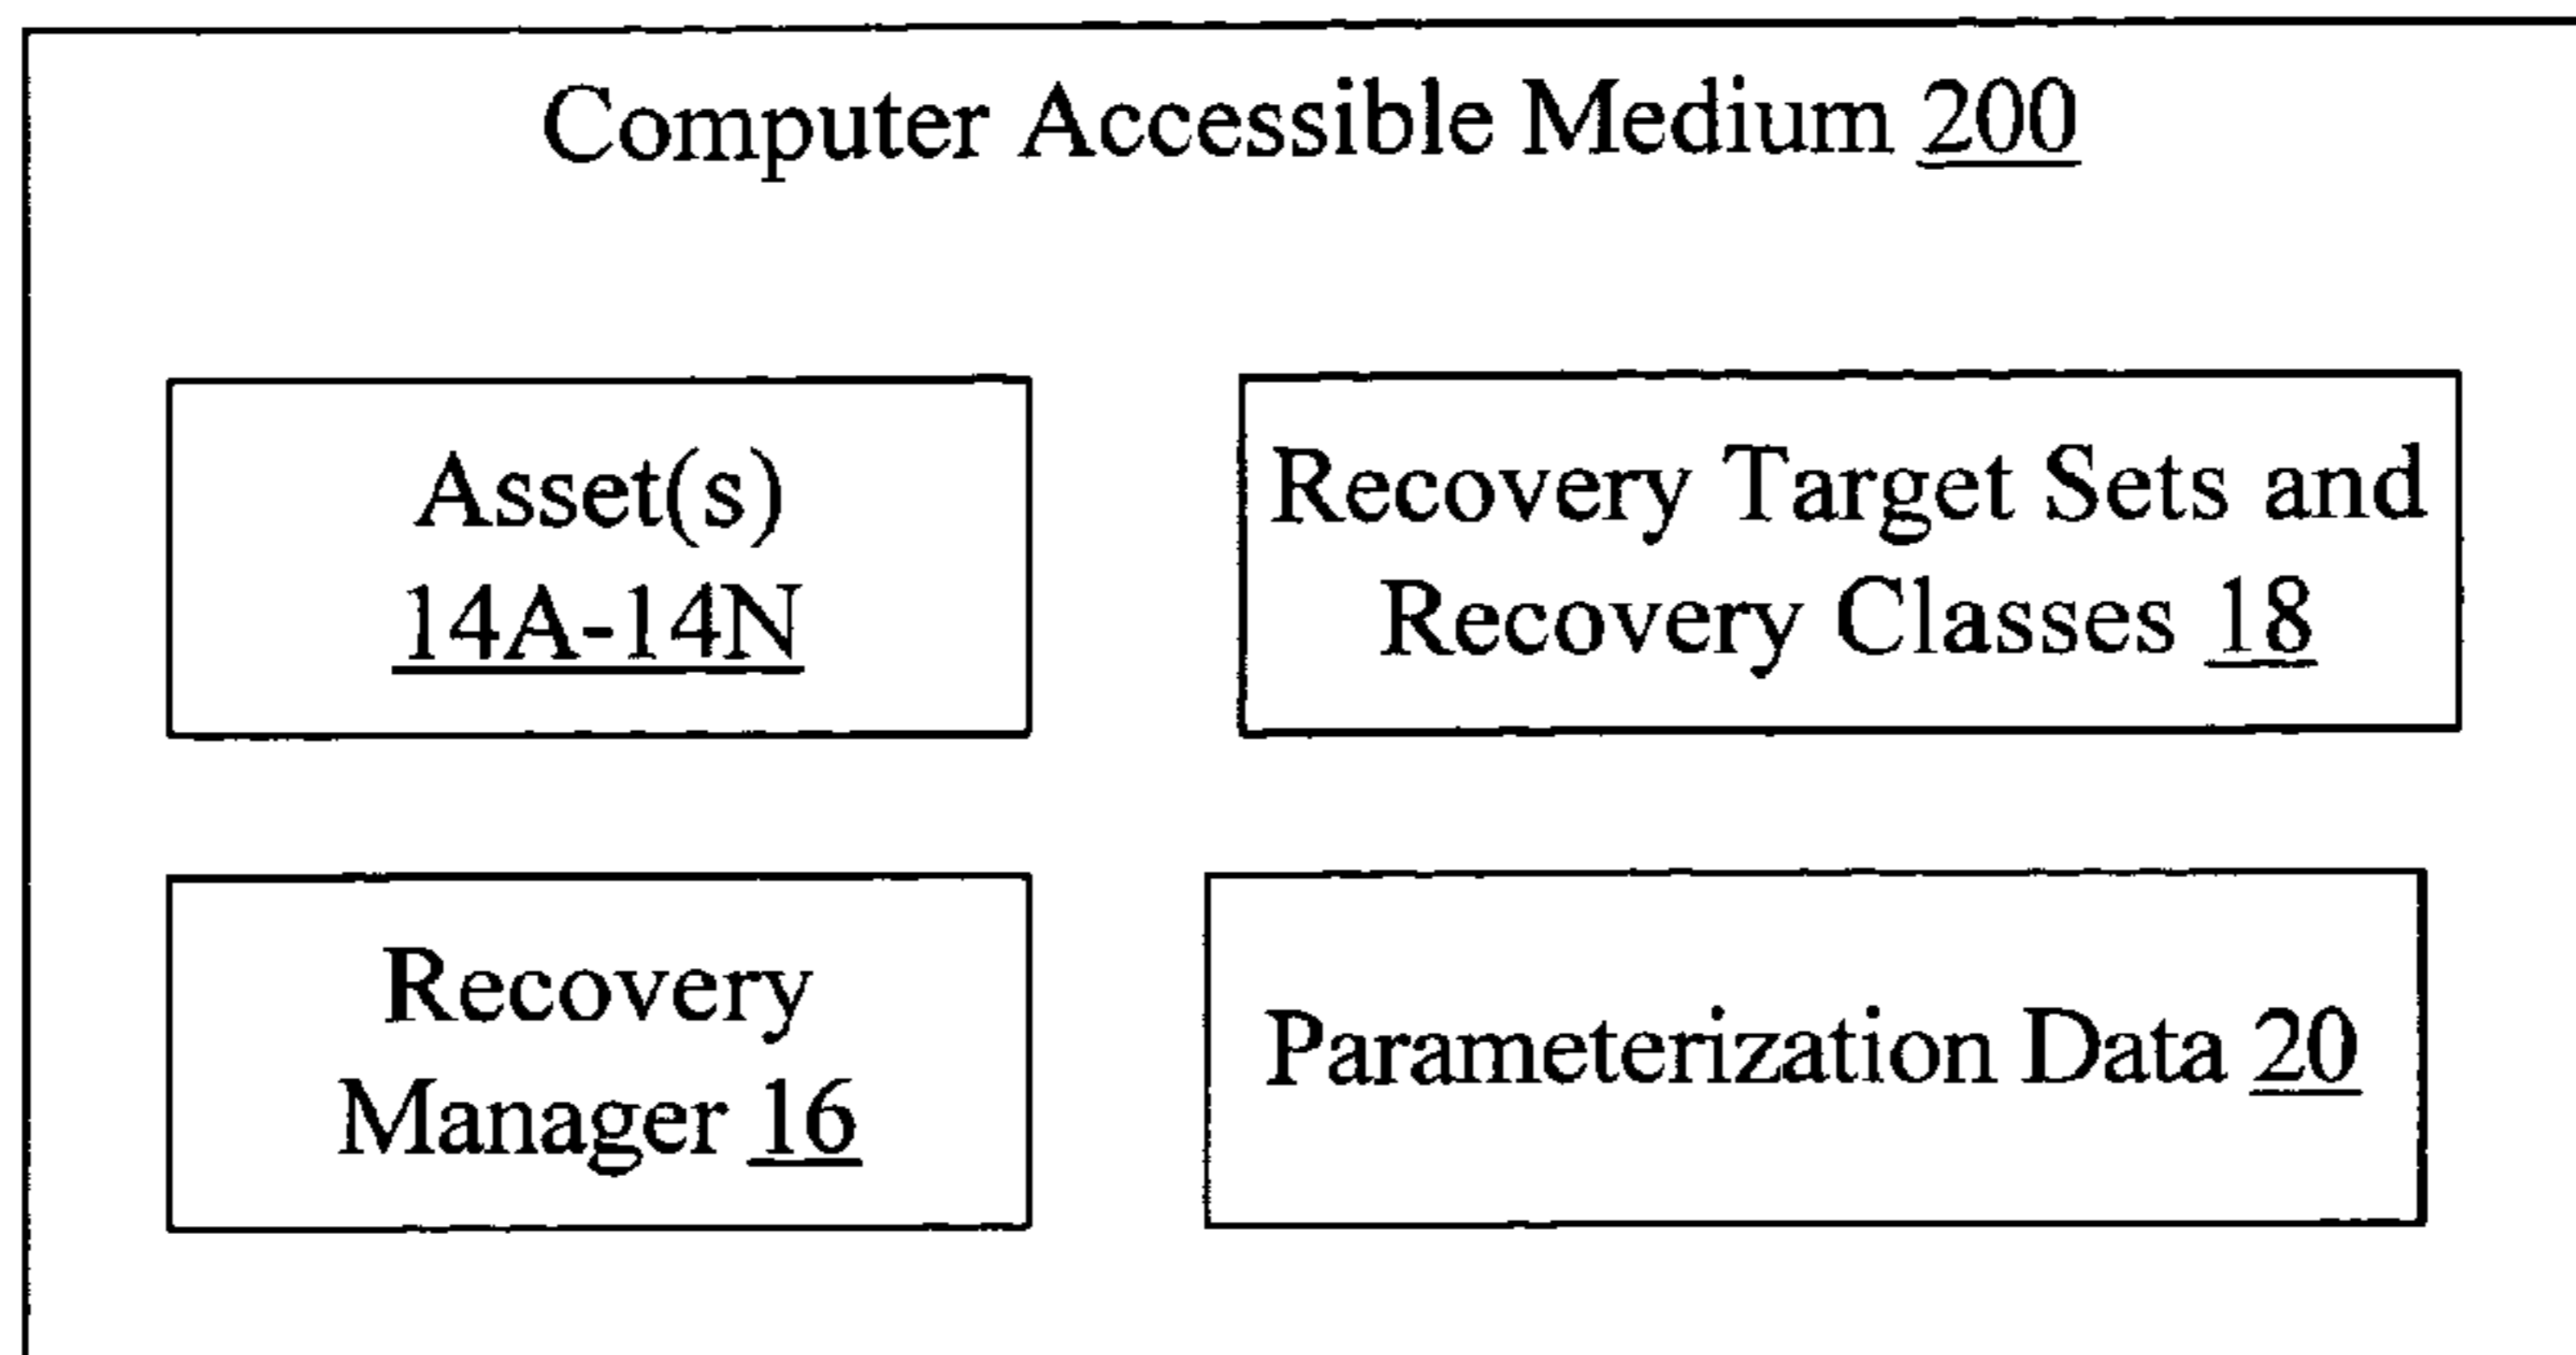 Computer Accessible Medium 200
Asset(s)
14A-14N
Recovery Target Sets and
Recovery Classes 18
Recovery
Manager 16
Parameterization Data 20